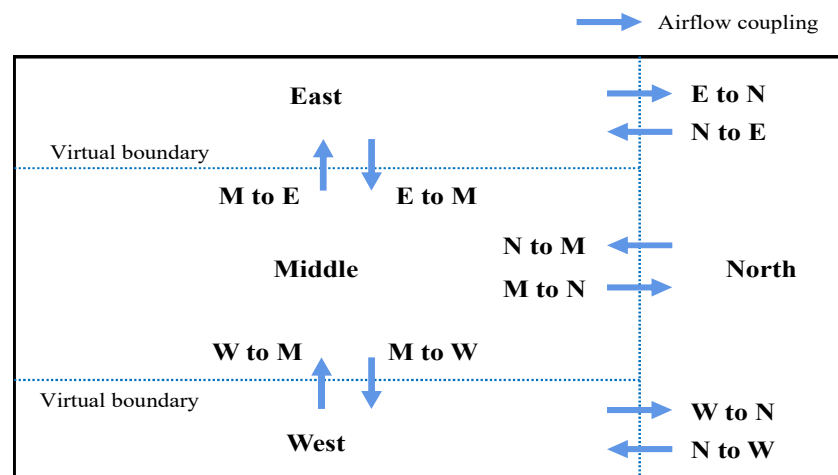 Airflow coupling
East
E to N
N to E
Virtual boundary
M to E
E to M
N to M
Middle
North
M to N
W to M
M to W
Virtual boundary
W to N
West
N to W